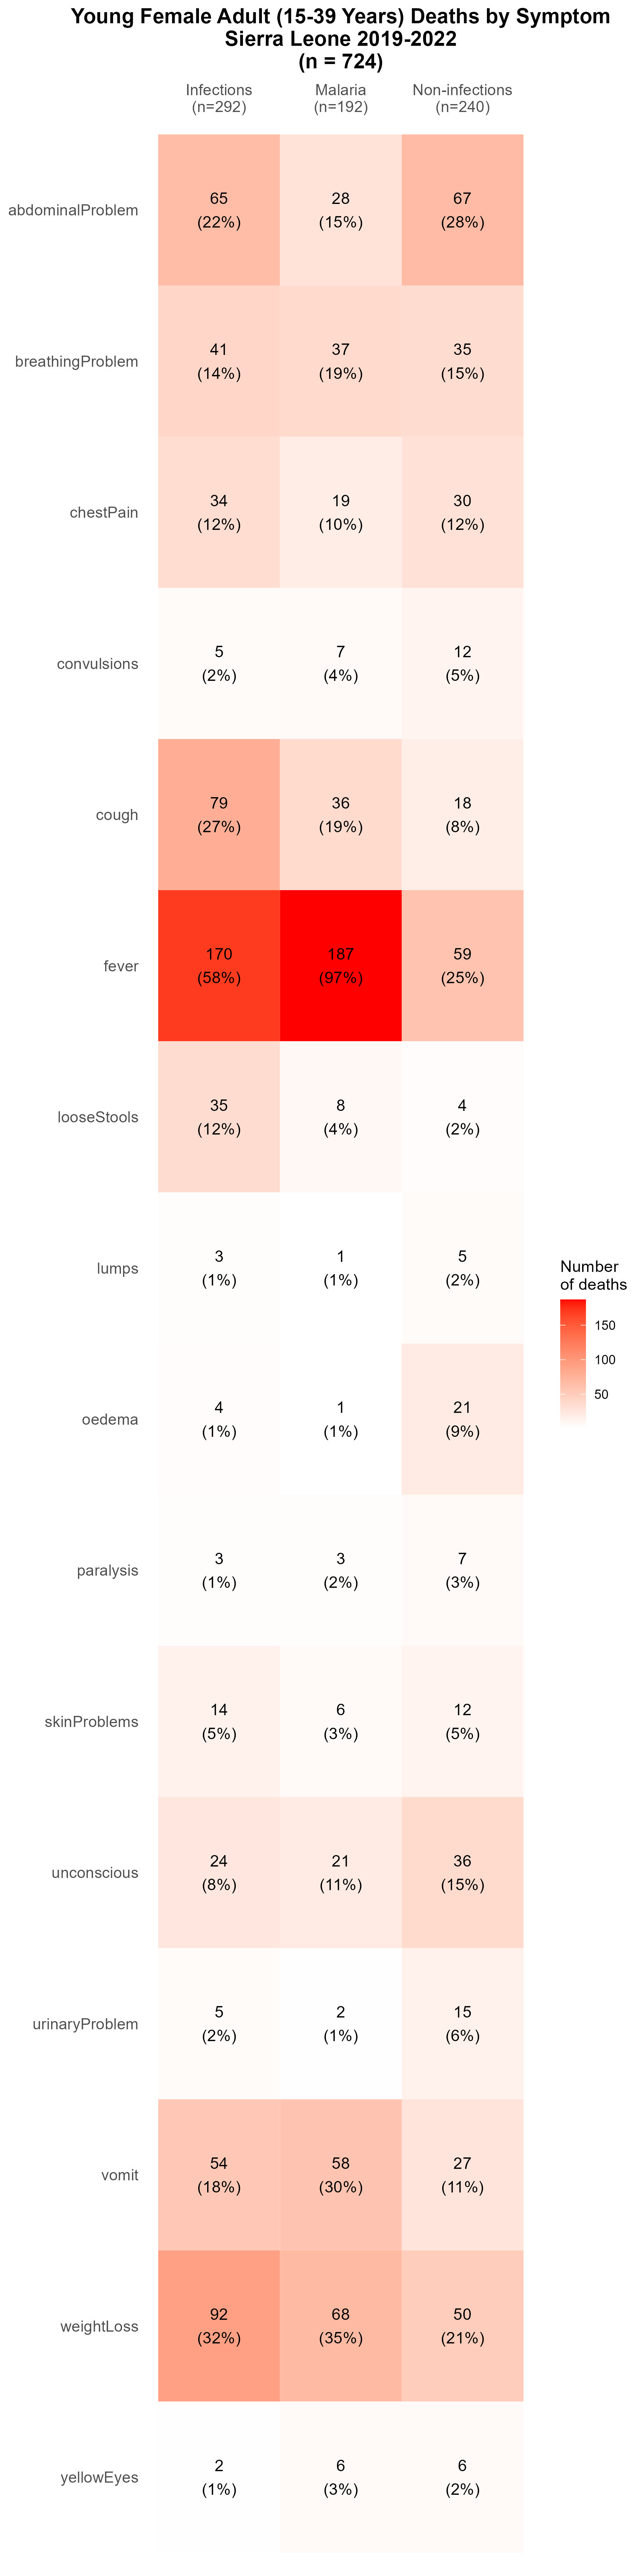 Young Female Adult (15-39 Years) Deaths by Symptom
Sierra Leone 2019-2022
(n = 724)
Infections Malaria Non-infections
(n=292) (n=192) (n=240)
abdominalProblem
65 28 67
(22%) (15%) (28%)
breathingProblem
41 37 35
(14%) (19%) (15%)
chestPain
34 19 30
(12%) (10%) (12%)
convulsions
5 7 12
(2%) (4%) (5%)
cough
79 36 18
(27%) (19%) (8%)
fever
170 187 59
(58%) (97%) (25%)
looseStools
35 8 4
(12%) (4%) (2%)
lumps
3 1 5
(1%) (1%) (2%)
Number
of deaths
150
100
50
oedema
4 1 21
(1%) (1%) (9%)
paralysis
3 3 7
(1%) (2%) (3%)
skinProblems
14 6 12
(5%) (3%) (5%)
unconscious
24 21 36
(8%) (11%) (15%)
urinaryProblem
5 2 15
(2%) (1%) (6%)
vomit
54 58 27
(18%) (30%) (11%)
weightLoss
92 68 50
(32%) (35%) (21%)
yellowEyes
2 6 6
(1%) (3%) (2%)